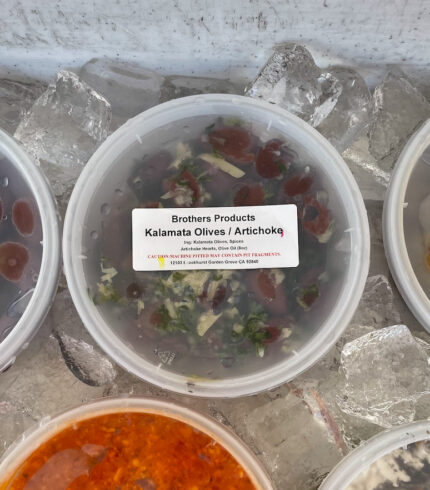 Brothers Products
Kalamata Olives / Artichoke
Ing: Kalamata Olives, Spices
Artichoke Hearts, Olive Oil
CAUTION-MACHINE PITTED MAY CONTAIN PIT FRAGMENTS.
Garden Grove CA 92840